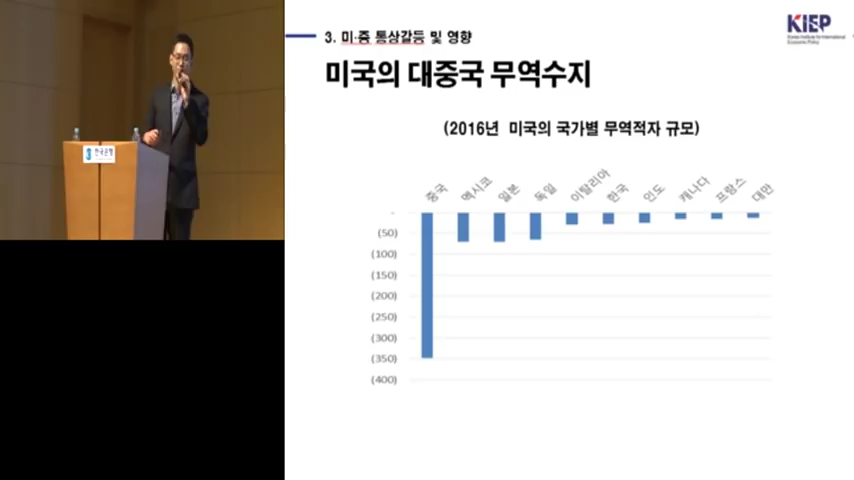 한국은행
3. 미·중 통상갈등 및 영향
KIEP
Korea Institute for International
Economic Policy
미국의 대중국 무역수지
(2016년 미국의 국가별 무역적자 규모)
중국 멕시코 일본 독일 이탈리아 한국 인도 캐나다 프랑스 대만
-
(50)
(100)
(150)
(200)
(250)
(300)
(350)
(400)